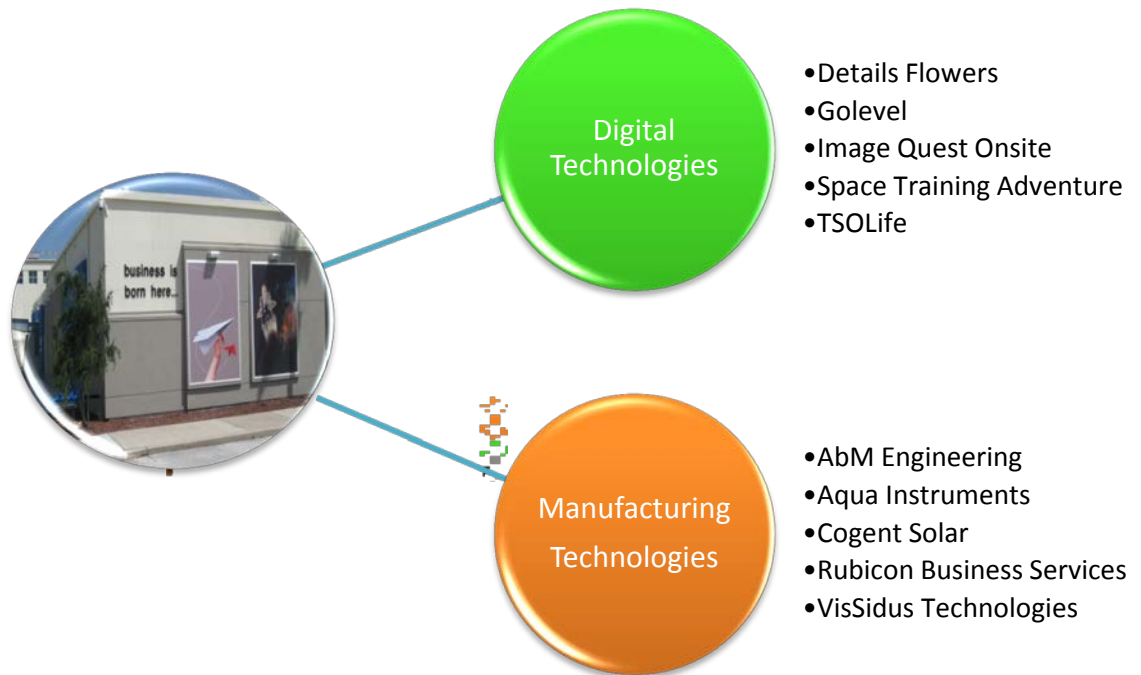 business is
born here...
Digital
Technologies
•Details Flowers
•Golevel
•Image Quest Onsite
•Space Training Adventure
•TSOLife
Manufacturing
Technologies
•AbM Engineering
•Aqua Instruments
•Cogent Solar
•Rubicon Business Services
•VisSidus Technologies